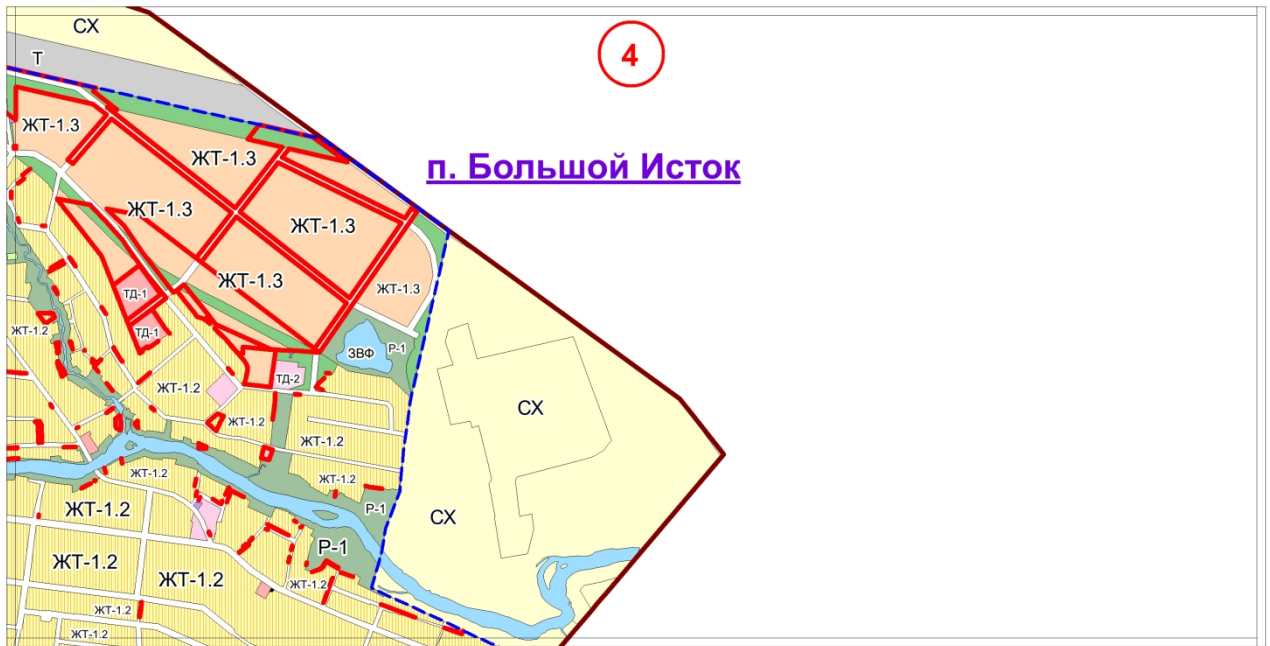 СХ
4
Т
ЖТ-1.3
ЖТ-1.3
п. Большой Исток
ЖТ-1.3
ЖТ-1.3
ЖТ-1.3
ЖТ-1.3
ТД-1
ТД-1
ЖТ-1.2
ЗВФ
Р-1
ТД-2
ЖТ-1.2
СХ
ЖТ-1.2
ЖТ-1.2
ЖТ-1.2
ЖТ-1.2
ЖТ-1.2
Р-1
СХ
Р-1
ЖТ-1.2
ЖТ-1.2
ЖТ-1.2
ЖТ-1.2
ЖТ-1.2